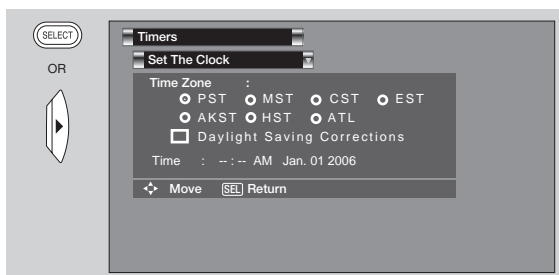 SELECT
OR
Timers
Set The Clock
Time Zone :
PST MST CST EST
AKST HST ATL
Daylight Saving Corrections
Time : -- : -- AM Jan. 01 2006
Move SEL Return